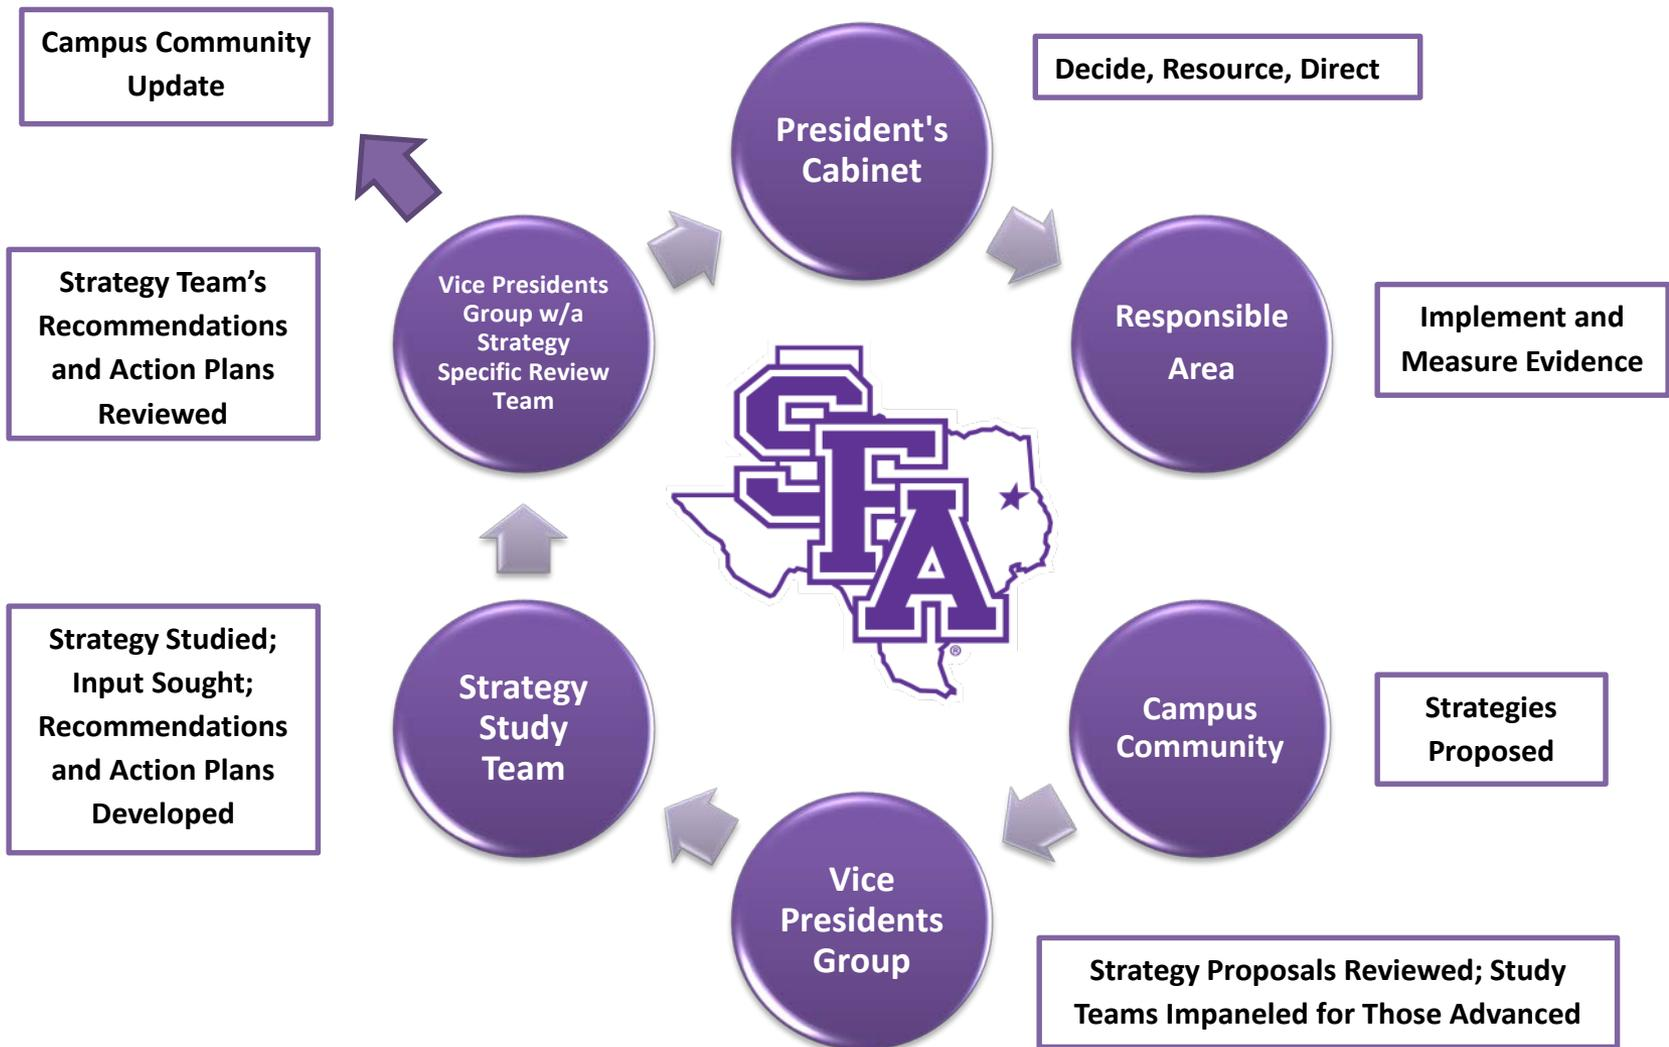 Campus Community
Update
President's
Cabinet
Decide, Resource, Direct
Strategy Team’s
Recommendations
and Action Plans
Reviewed
Vice Presidents
Group w/a
Strategy
Specific Review
Team
Responsible
Area
Implement and
Measure Evidence
SFA
®
Strategy Studied;
Input Sought;
Recommendations
and Action Plans
Developed
Strategy
Study
Team
Campus
Community
Strategies
Proposed
Vice
Presidents
Group
Strategy Proposals Reviewed; Study
Teams Impaneled for Those Advanced